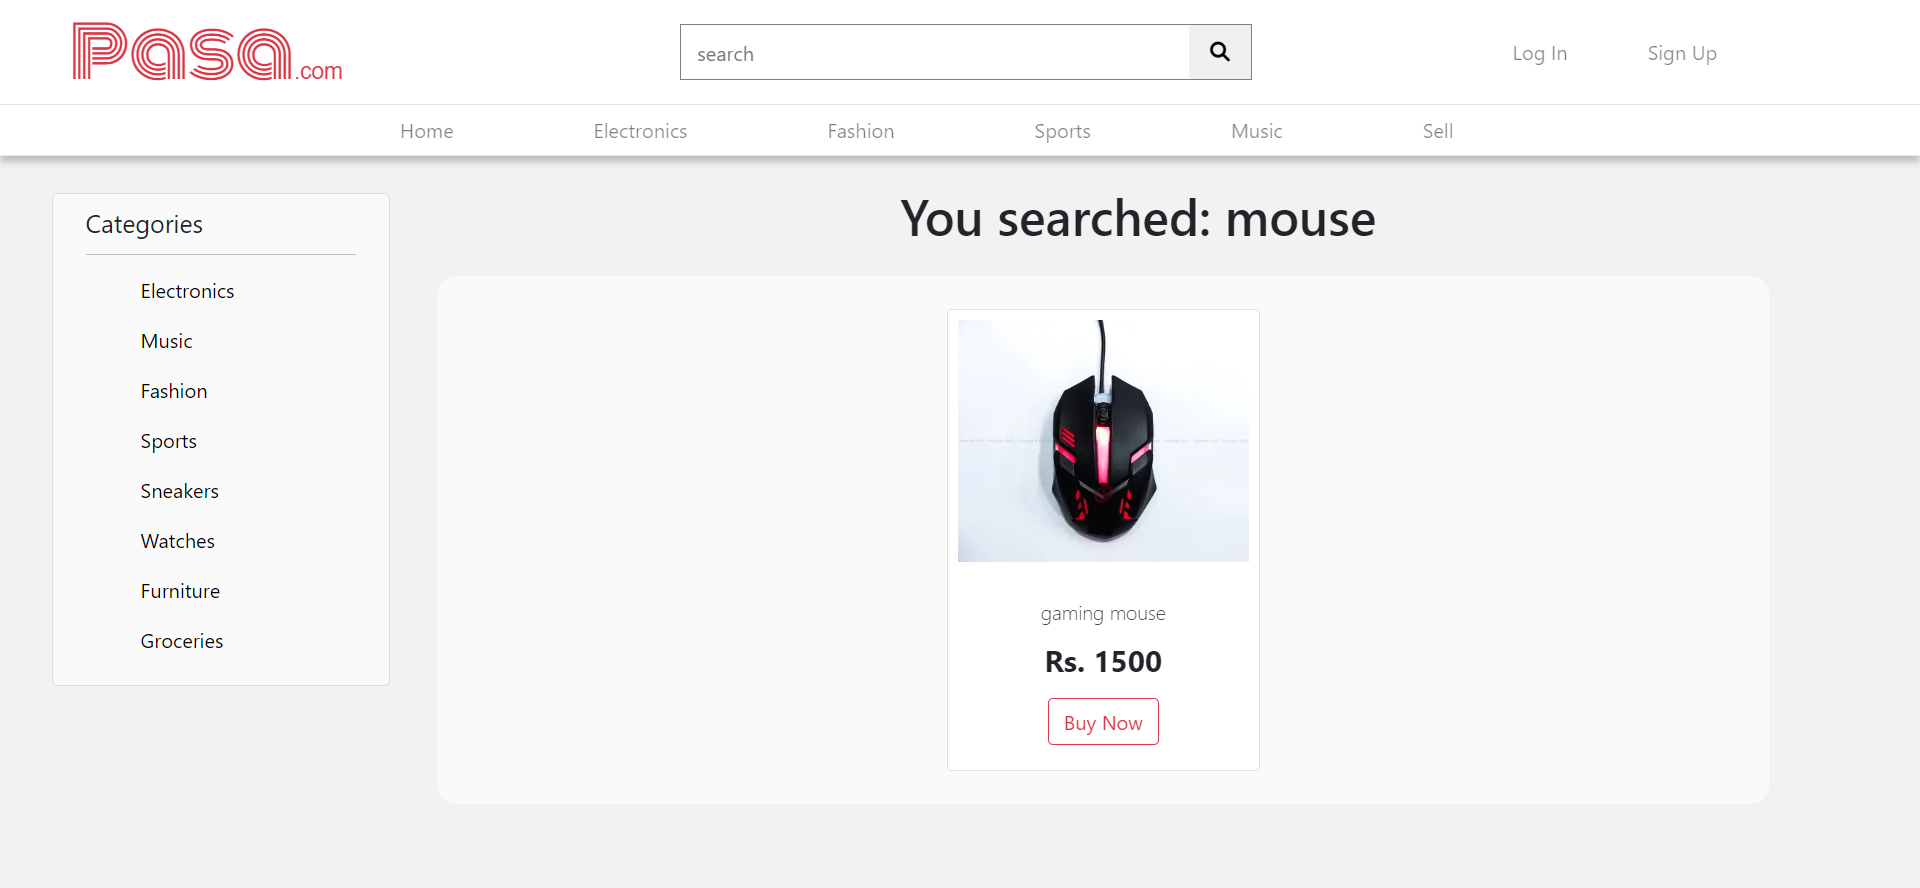 Pasa.com
search
Log In
Sign Up
Home
Electronics
Fashion
Sports
Music
Sell
Categories
Electronics
Music
Fashion
Sports
Sneakers
Watches
Furniture
Groceries
You searched: mouse
gaming mouse
Rs. 1500
Buy Now